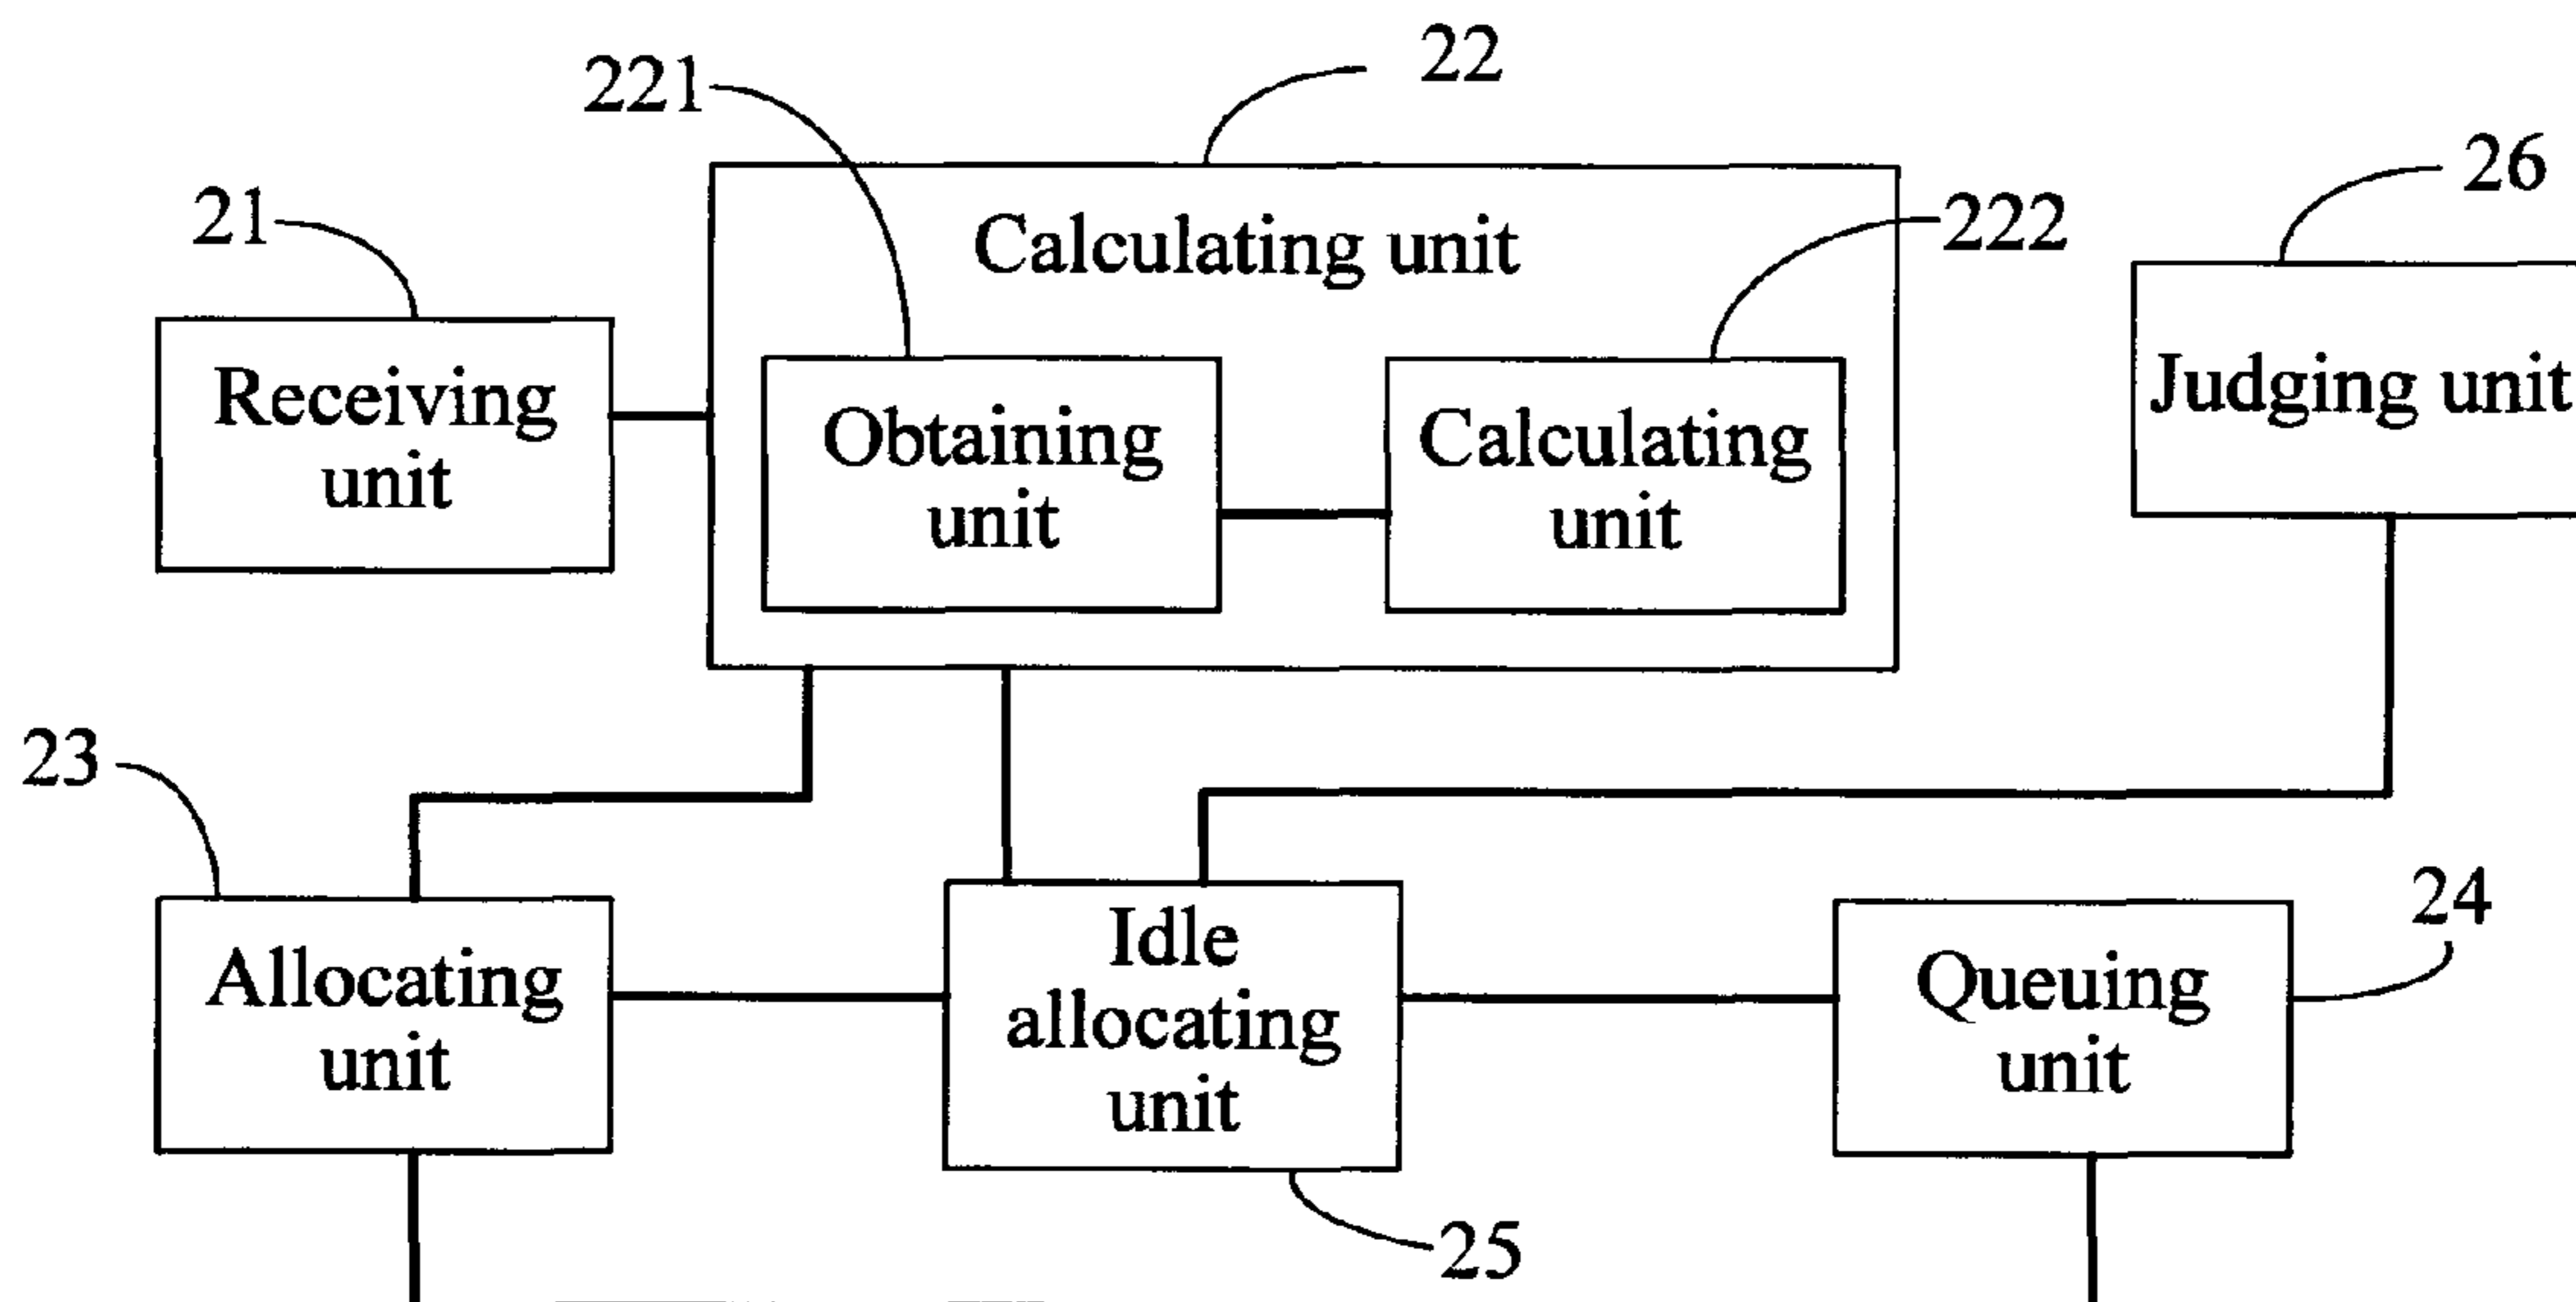 22
221
26
21
222
Calculating unit
Receiving
unit
Obtaining
unit
Calculating
unit
Judging unit
23
24
Allocating
unit
Idle
allocating
unit
Queuing
unit
25